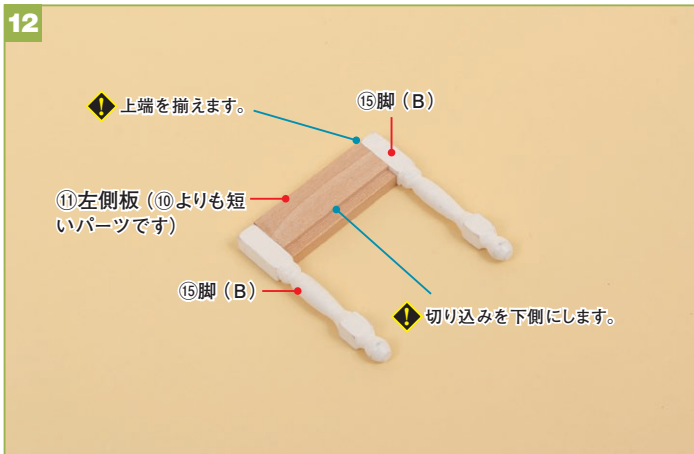 12
上端を揃えます。
⑮脚（B）
⑪左側板（⑩よりも短
いパーツです）
⑮脚（B）
切り込みを下側にします。